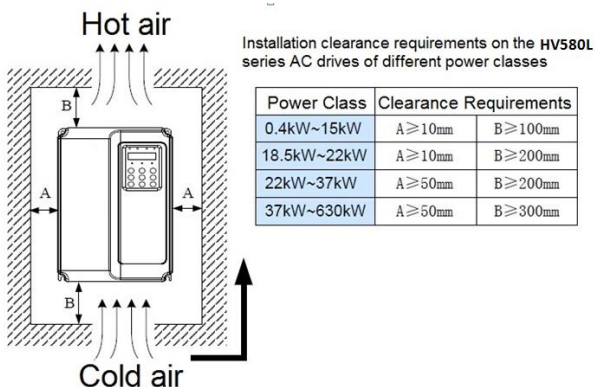 Hot air
Installation clearance requirements on the HV580L
series AC drives of different power classes
Power Class Clearance Requirements
0.4kW~15kW A≥10mm B≥100mm
18.5kW~22kW A≥10mm B≥200mm
22kW~37kW A≥50mm B≥200mm
37kW~630kW A≥50mm B≥300mm
B
A A
B
Cold air